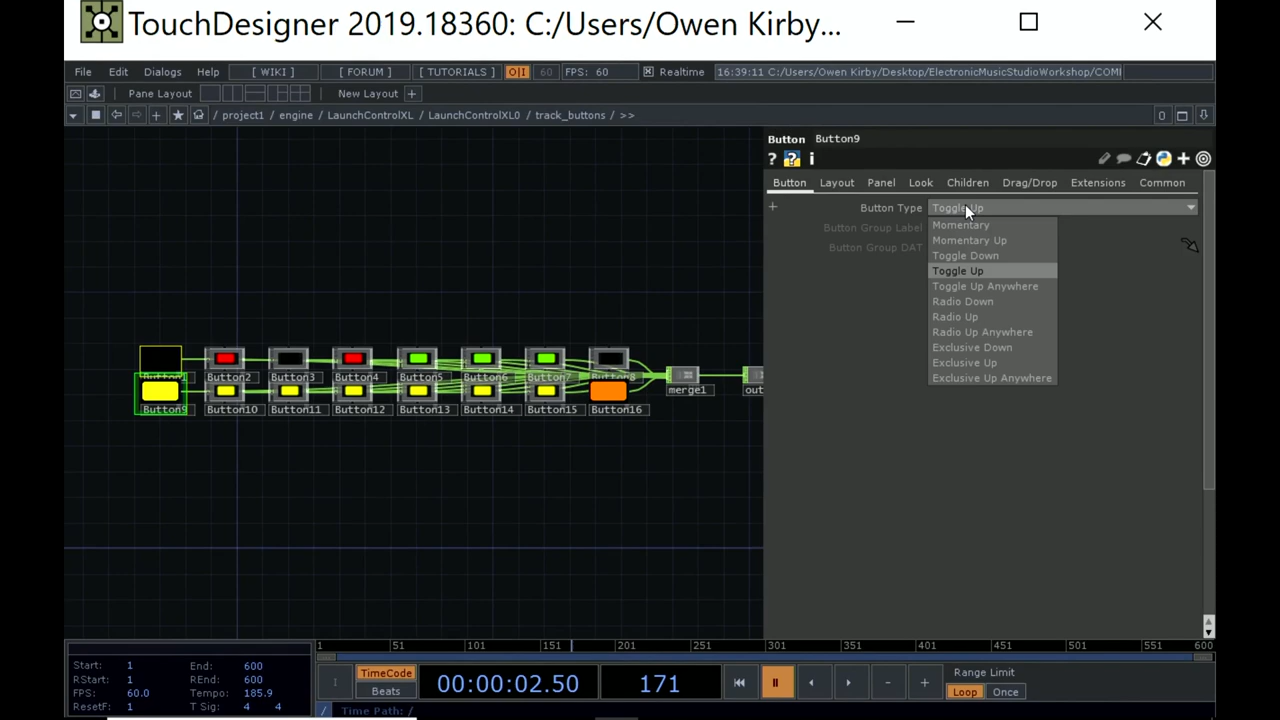 TouchDesigner 2019.18360: C:/Users/Owen Kirby...
File Edit Dialogs Help [ WIKI ] [ FORUM ] [ TUTORIALS ] O|I 60 FPS: 60 Realtime 16:39:11 C:/Users/Owen Kirby/Desktop/ElectronicMusicStudioWorkshop/COM
Pane Layout New Layout +
/ project1 / engine / LaunchControlXL / LaunchControlXL0 / track_buttons / >> 0
Button Button9
? ? i
Button Layout Panel Look Children Drag/Drop Extensions Common
+ Button Type Toggle Up
Button Group Label
Button Group DAT
Momentary
Momentary Up
Toggle Down
Toggle Up
Toggle Up Anywhere
Radio Down
Radio Up
Radio Up Anywhere
Exclusive Down
Exclusive Up
Exclusive Up Anywhere
Button1 Button2 Button3 Button4 Button5 Button6 Button7 Button8
merge1 out
Button9 Button10 Button11 Button12 Button13 Button14 Button15 Button16
1 51 101 151 201 251 301 351 401 451 501 551 600
Start: 1 End: 600
RStart: 1 REnd: 600
FPS: 60.0 Tempo: 185.9
ResetF: 1 T Sig: 4 4
TimeCode
Beats
00:00:02.50 171
Range Limit
Loop Once
/ Time Path: /